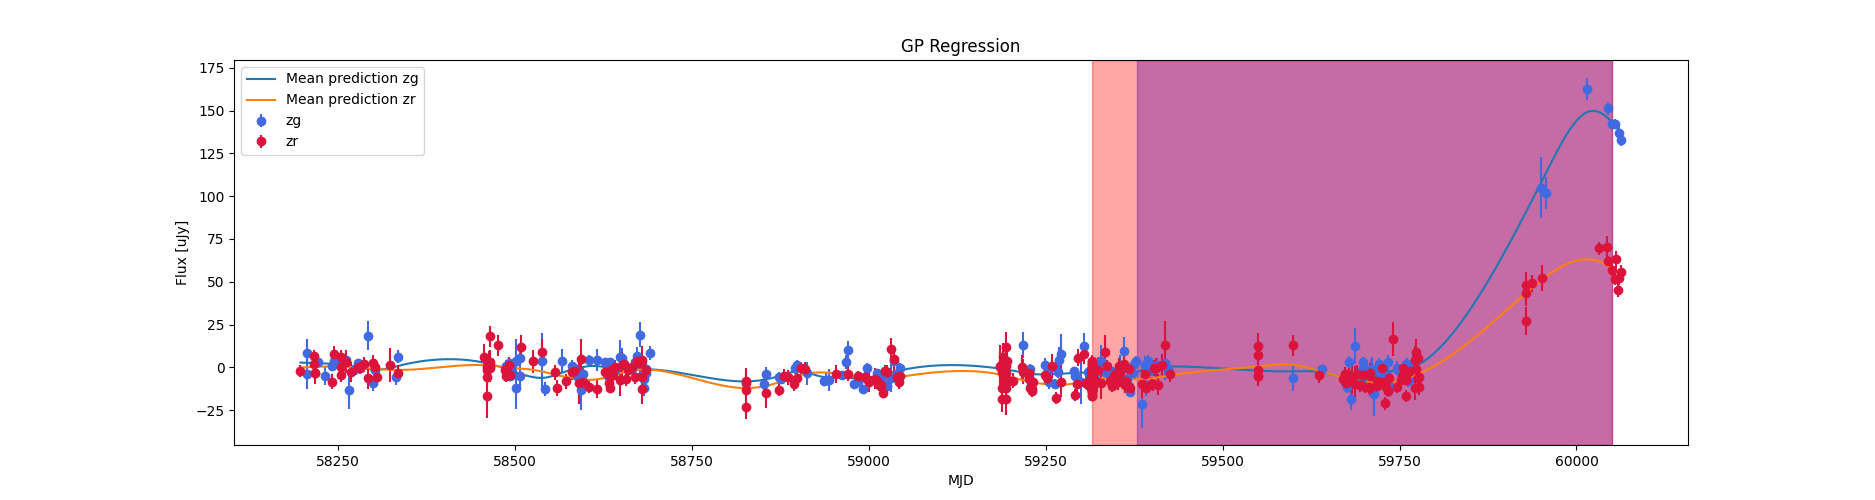 GP Regression
Mean prediction zg
Mean prediction zr
zg
zr
Flux [uJy]
175
150
125
100
75
50
25
0
−25
58250 58500 58750 59000 59250 59500 59750 60000
MJD